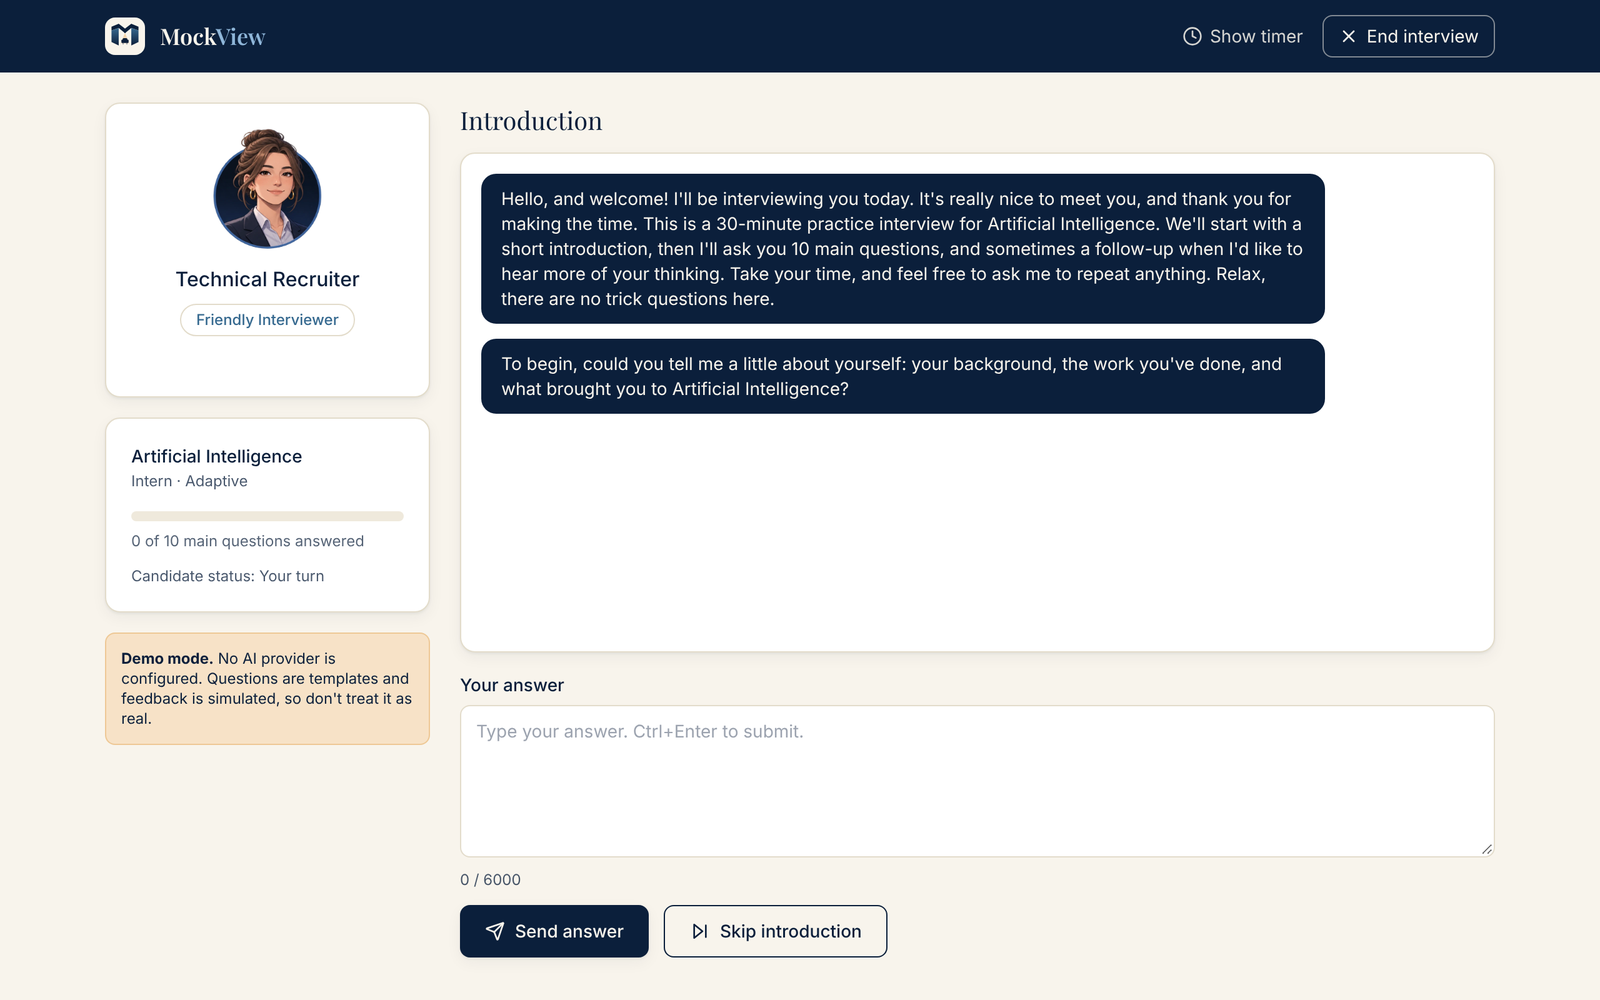 MockView
Show timer
End interview
Technical Recruiter
Friendly Interviewer
Artificial Intelligence
Intern · Adaptive
0 of 10 main questions answered
Candidate status: Your turn
Demo mode. No AI provider is
configured. Questions are templates and
feedback is simulated, so don't treat it as
real.
Introduction
Hello, and welcome! I'll be interviewing you today. It's really nice to meet you, and thank you for
making the time. This is a 30-minute practice interview for Artificial Intelligence. We'll start with a
short introduction, then I'll ask you 10 main questions, and sometimes a follow-up when I'd like to
hear more of your thinking. Take your time, and feel free to ask me to repeat anything. Relax,
there are no trick questions here.
To begin, could you tell me a little about yourself: your background, the work you've done, and
what brought you to Artificial Intelligence?
Your answer
Type your answer. Ctrl+Enter to submit.
0 / 6000
Send answer
Skip introduction